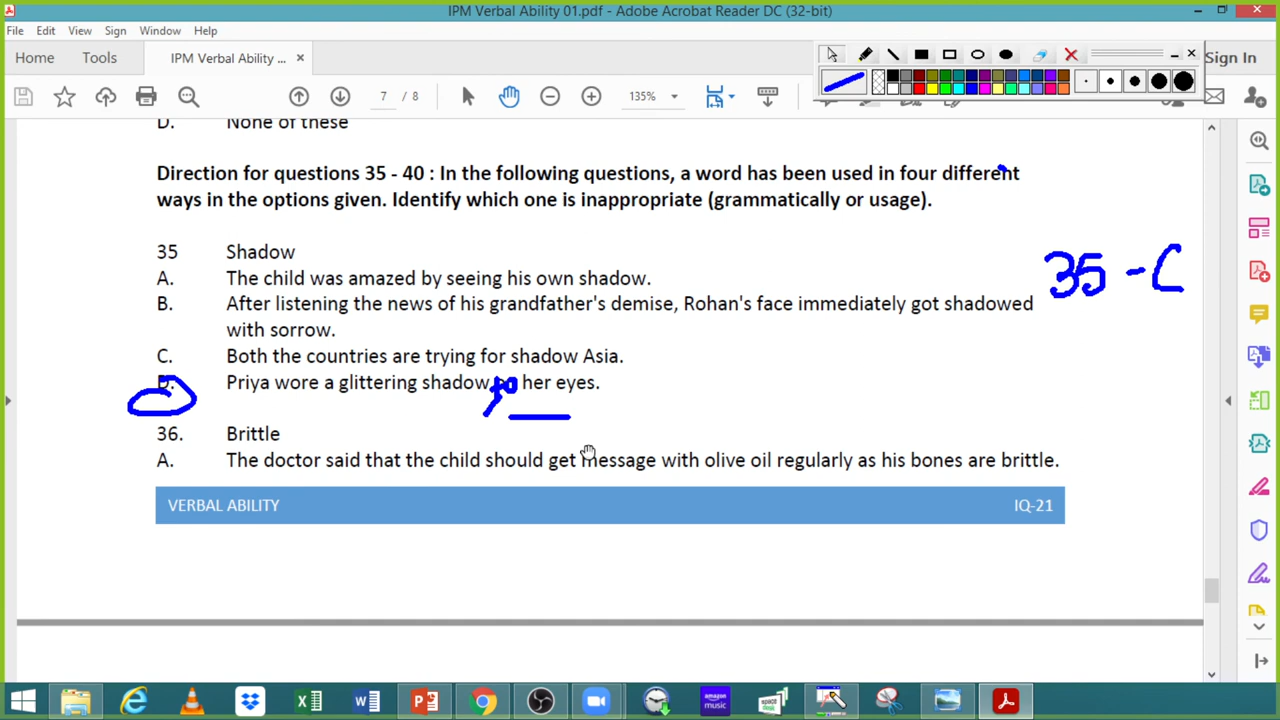 IPM Verbal Ability 01.pdf - Adobe Acrobat Reader DC (32-bit)
File Edit View Sign Window Help
Home Tools IPM Verbal Ability ... × Sign In
7 / 8 135%
D. None of these
Direction for questions 35 - 40 : In the following questions, a word has been used in four different
ways in the options given. Identify which one is inappropriate (grammatically or usage).
35 Shadow
A. The child was amazed by seeing his own shadow.
35 - C
B. After listening the news of his grandfather's demise, Rohan's face immediately got shadowed
with sorrow.
C. Both the countries are trying for shadow Asia.
D. Priya wore a glittering shadow her eyes.
36. Brittle
A. The doctor said that the child should get message with olive oil regularly as his bones are brittle.
VERBAL ABILITY IQ-21
amazon
music